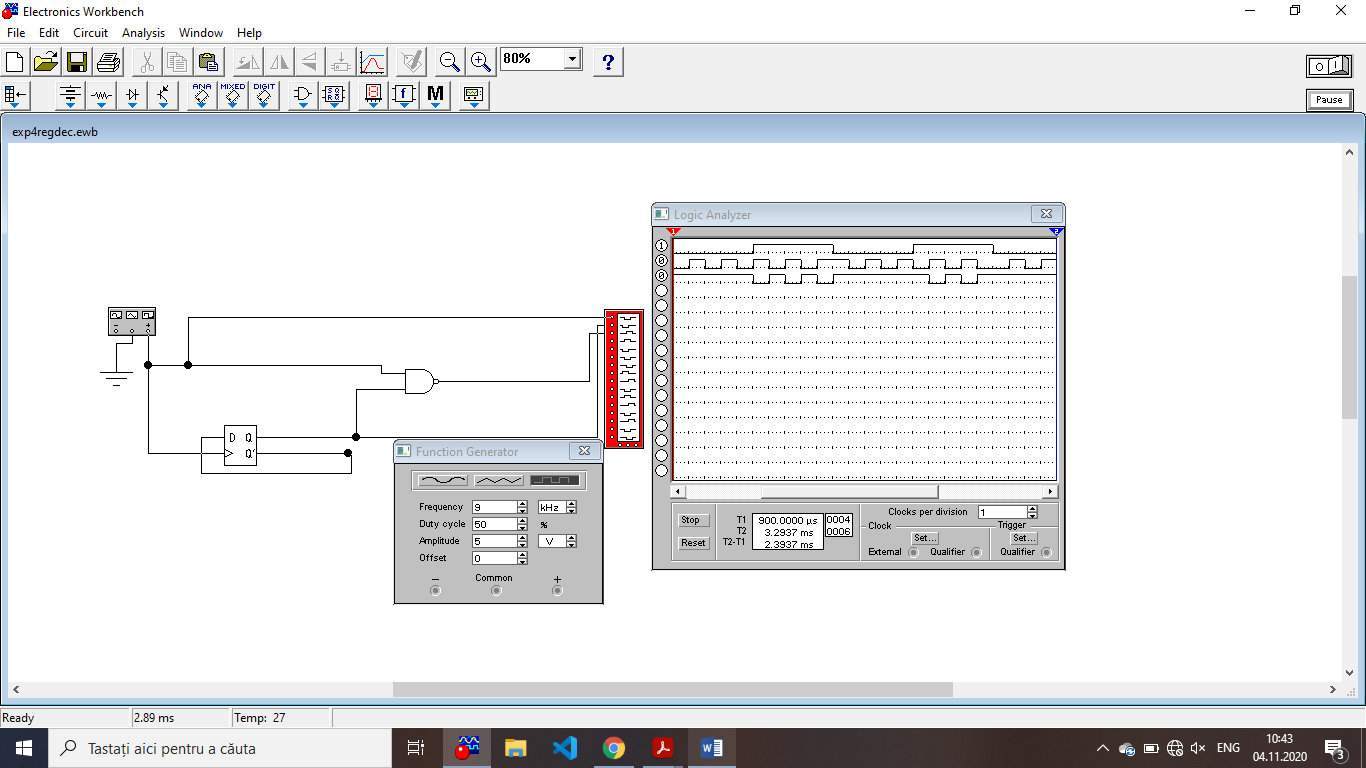 Electronics Workbench
File Edit Circuit Analysis Window Help
80%
?
O I
ANA MIXED DIGIT
f M
Pause
exp4regdec.ewb
Logic Analyzer
1
0
0
D Q
Q'
Function Generator
Frequency 9 kHz
Duty cycle 50 %
Amplitude 5 V
Offset 0
− Common +
Clocks per division 1
Stop
Reset
T1 900.0000 µs 0004
T2 3.2937 ms 0006
T2-T1 2.3937 ms
Clock
Set...
External Qualifier
Trigger
Set...
Qualifier
Ready 2.89 ms Temp: 27
Tastați aici pentru a căuta
ENG
10:43
04.11.2020
3